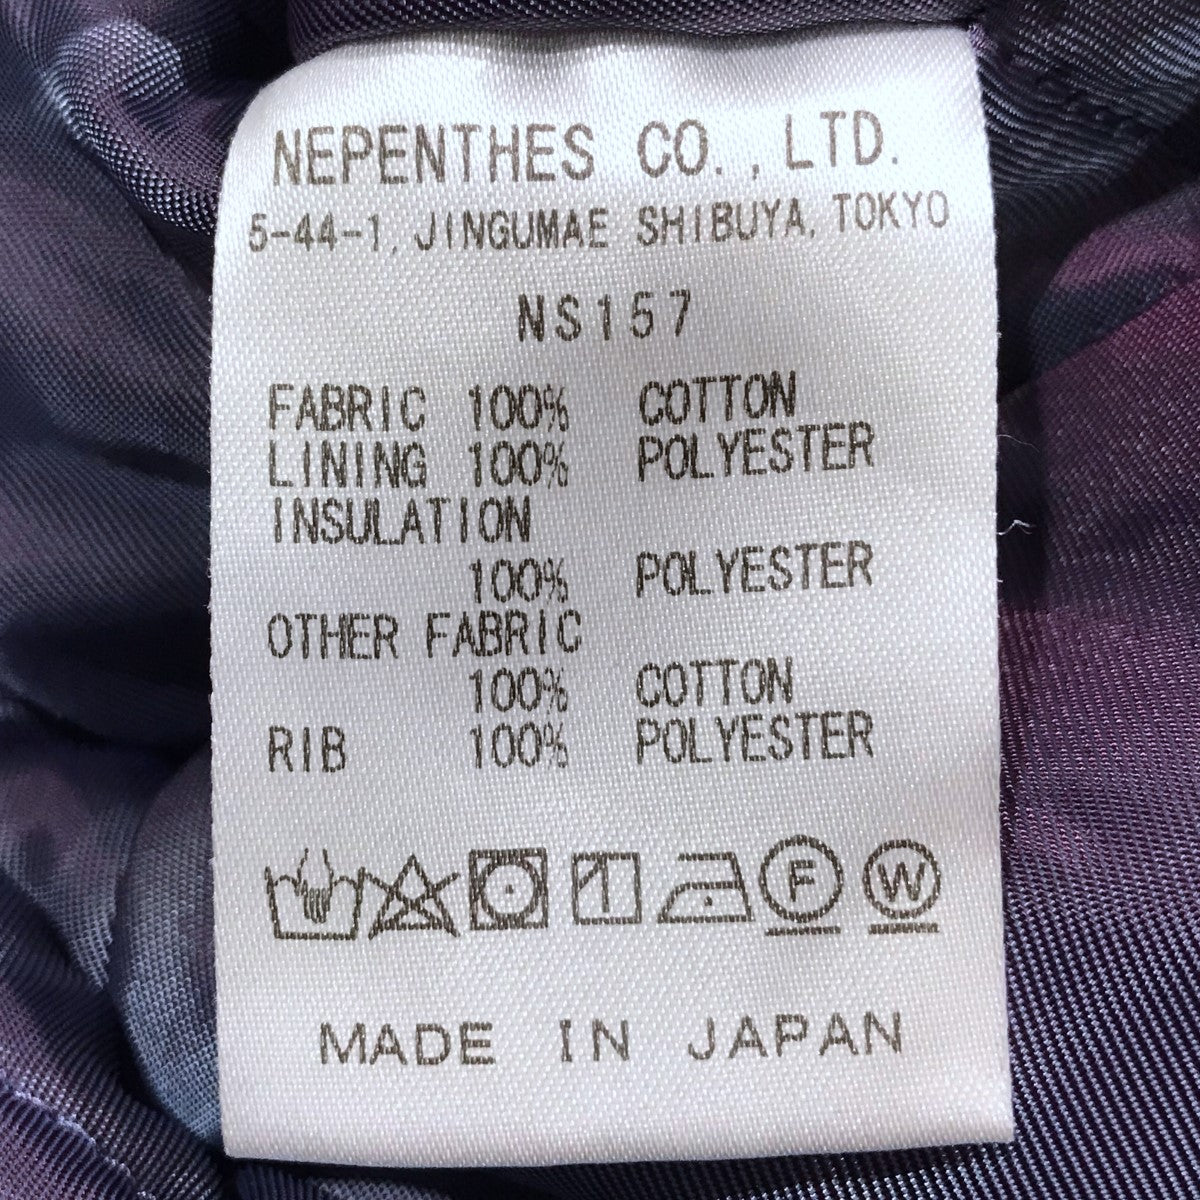 NEPENTHES CO., LTD.
5-44-1, JINGUMAE SHIBUYA, TOKYO
NS157
FABRIC 100% COTTON
LINING 100% POLYESTER
INSULATION
100% POLYESTER
OTHER FABRIC
100% COTTON
RIB 100% POLYESTER
F W
MADE IN JAPAN